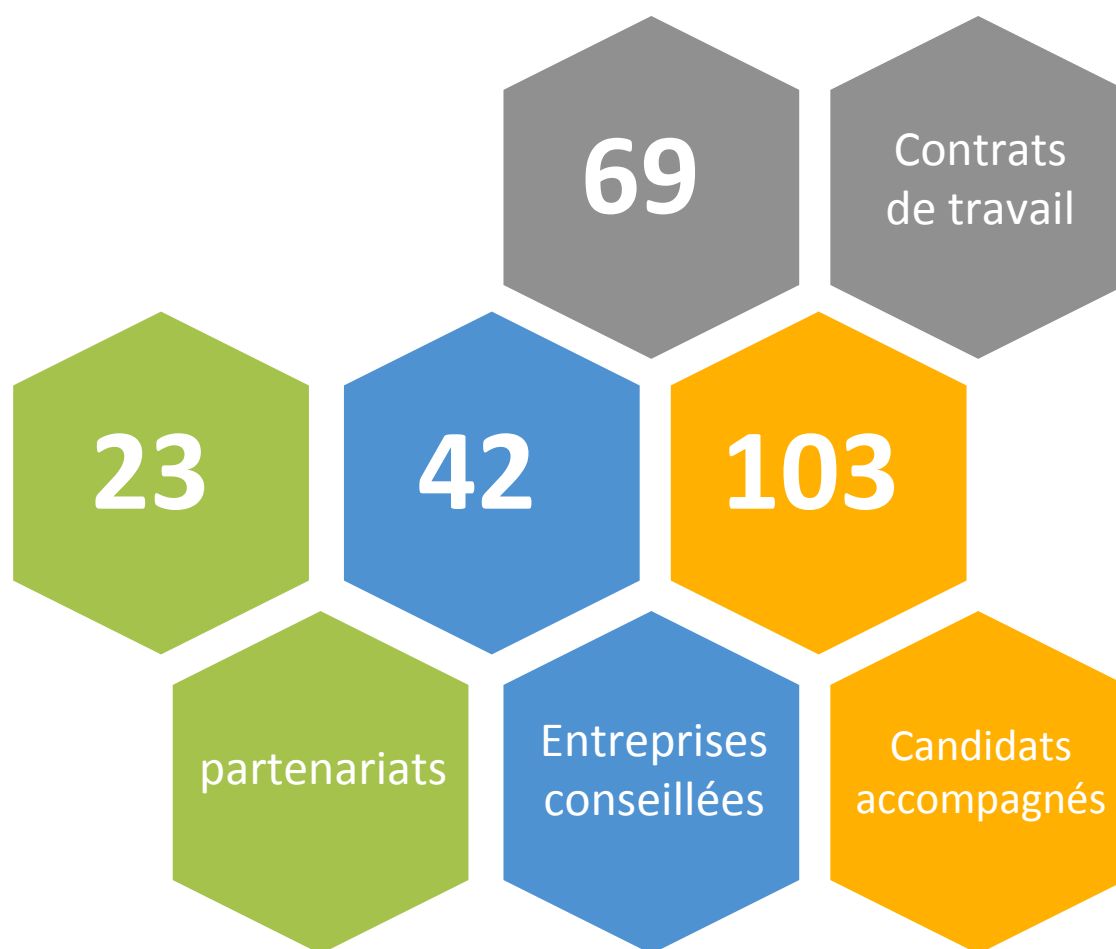 69
Contrats
de travail
23
42
103
partenariats
Entreprises
conseillées
Candidats
accompagnés